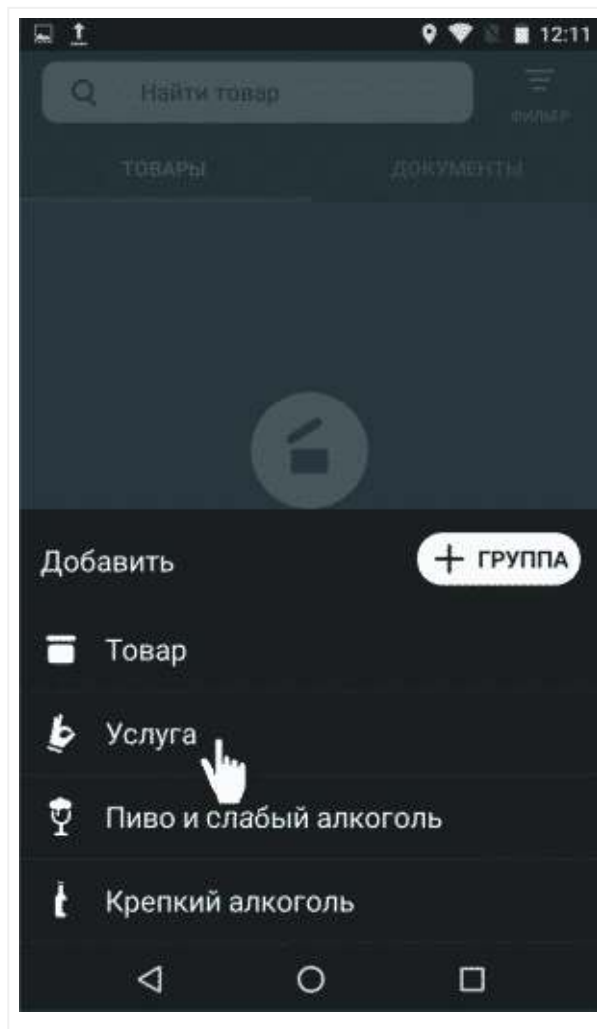 12:11
Найти товар
ФИЛЬТР
ТОВАРЫ
ДОКУМЕНТЫ
Добавить
ГРУППА
Товар
Услуга
Пиво и слабый алкоголь
Крепкий алкоголь